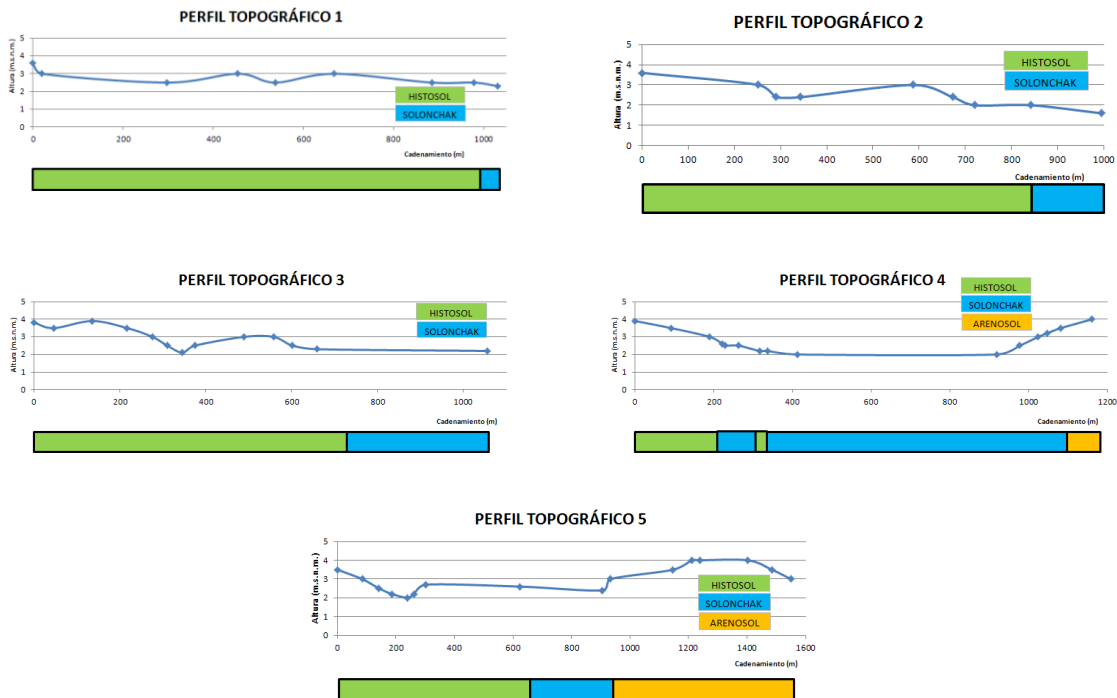 PERFIL TOPOGRÁFICO 1
Altura (m.s.n.m.)
5
4
3
2
1
0
0 200 400 600 800 1000
Cadenamiento (m)
HISTOSOL
SOLONCHAK
PERFIL TOPOGRÁFICO 2
Altura (m.s.n.m.)
5
4
3
2
1
0
0 100 200 300 400 500 600 700 800 900 1000
Cadenamiento (m)
HISTOSOL
SOLONCHAK
PERFIL TOPOGRÁFICO 3
Altura (m.s.n.m.)
5
4
3
2
1
0
0 200 400 600 800 1000
Cadenamiento (m)
HISTOSOL
SOLONCHAK
PERFIL TOPOGRÁFICO 4
Altura (m.s.n.m.)
5
4
3
2
1
0
0 200 400 600 800 1000 1200
Cadenamiento (m)
HISTOSOL
SOLONCHAK
ARENOSOL
PERFIL TOPOGRÁFICO 5
Altura (m.s.n.m.)
5
4
3
2
1
0
0 200 400 600 800 1000 1200 1400 1600
Cadenamiento (m)
HISTOSOL
SOLONCHAK
ARENOSOL